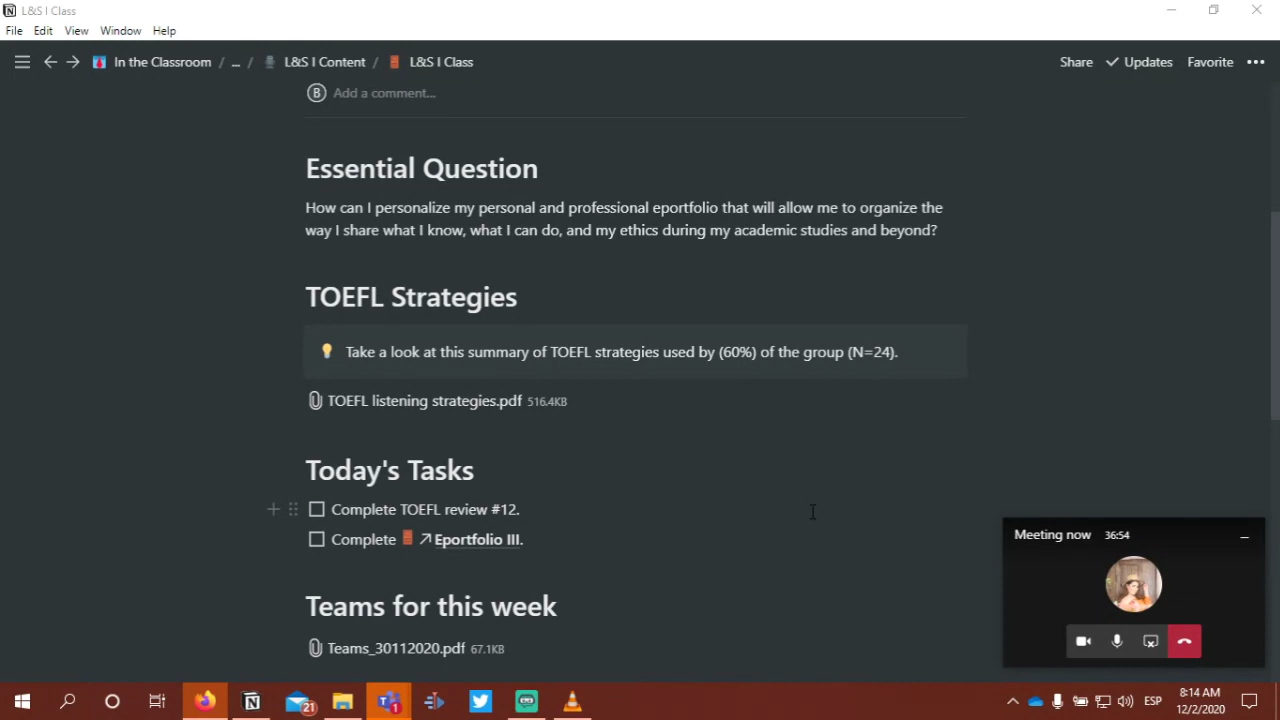 L&S I Class
File Edit View Window Help
In the Classroom / ... / L&S I Content / L&S I Class
Share Updates Favorite
B Add a comment...
Essential Question
How can I personalize my personal and professional eportfolio that will allow me to organize the
way I share what I know, what I can do, and my ethics during my academic studies and beyond?
TOEFL Strategies
Take a look at this summary of TOEFL strategies used by (60%) of the group (N=24).
TOEFL listening strategies.pdf 516.4KB
Today's Tasks
Complete TOEFL review #12.
Complete Eportfolio III.
Meeting now 36:54
Teams for this week
Teams_30112020.pdf 67.1KB
21
1
ESP
8:14 AM
12/2/2020